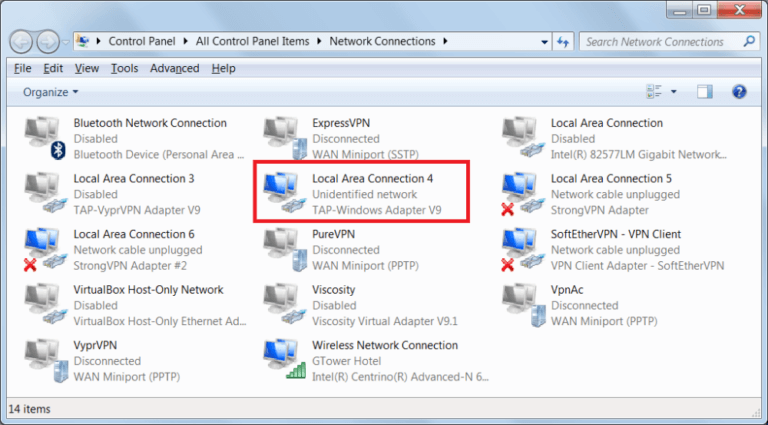 Control Panel All Control Panel Items Network Connections
Search Network Connections
File Edit View Tools Advanced Help
Organize
Bluetooth Network Connection
Disabled
Bluetooth Device (Personal Area ...
ExpressVPN
Disconnected
WAN Miniport (SSTP)
Local Area Connection
Disabled
Intel(R) 82577LM Gigabit Network...
Local Area Connection 3
Disabled
TAP-VyprVPN Adapter V9
Local Area Connection 4
Unidentified network
TAP-Windows Adapter V9
Local Area Connection 5
Network cable unplugged
StrongVPN Adapter
Local Area Connection 6
Network cable unplugged
StrongVPN Adapter #2
PureVPN
Disconnected
WAN Miniport (PPTP)
SoftEtherVPN - VPN Client
Network cable unplugged
VPN Client Adapter - SoftEtherVPN
VirtualBox Host-Only Network
Disabled
VirtualBox Host-Only Ethernet Ad...
Viscosity
Disabled
Viscosity Virtual Adapter V9.1
VpnAc
Disconnected
WAN Miniport (PPTP)
VyprVPN
Disconnected
WAN Miniport (PPTP)
Wireless Network Connection
GTower Hotel
Intel(R) Centrino(R) Advanced-N 6...
14 items